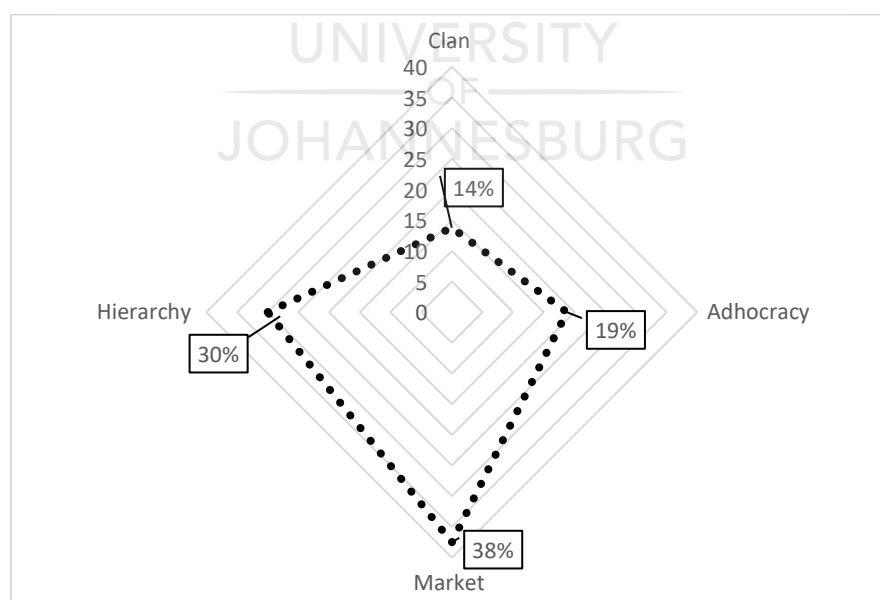 UNIVERSITY
OF
JOHANNESBURG
Clan
40
35
30
25
20
15
10
5
0
14%
Hierarchy
Adhocracy
30%
19%
38%
Market